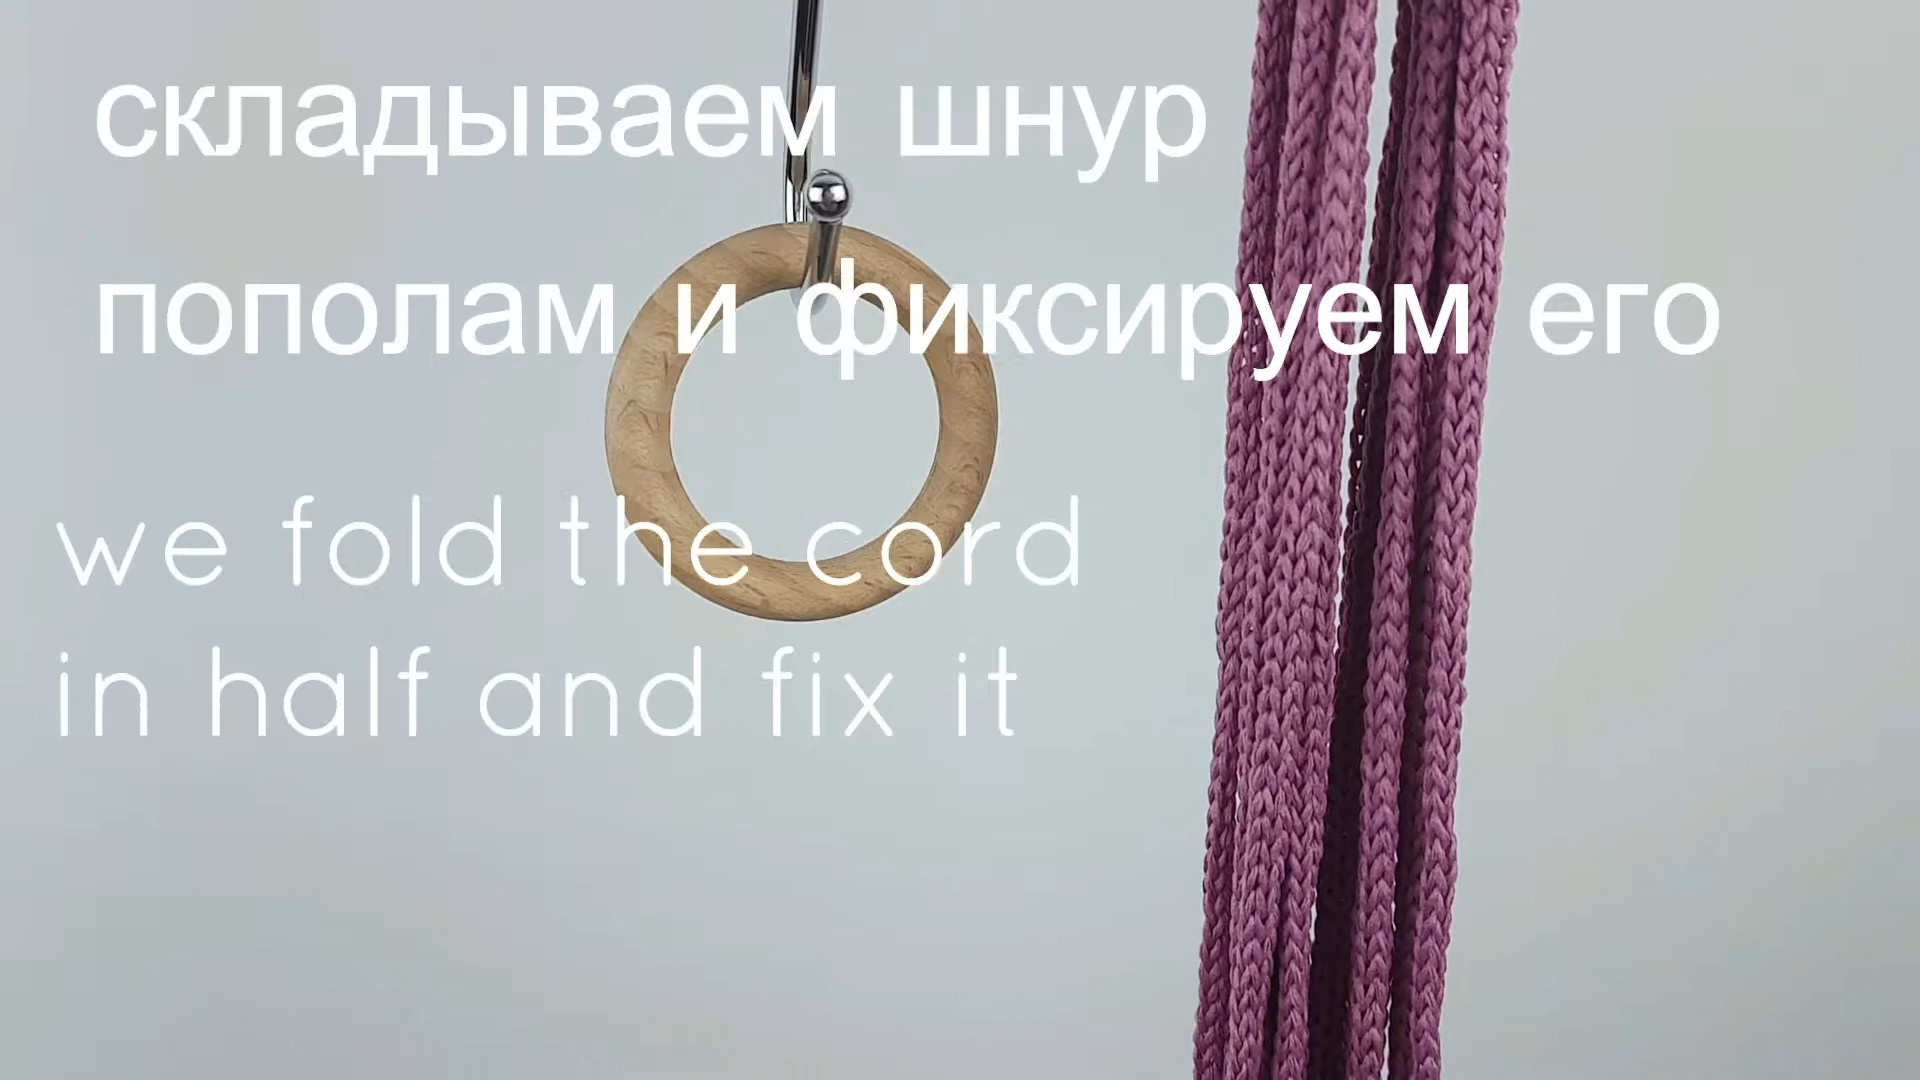 складываем шнур
пополам и фиксируем его
we fold the cord
in half and fix it